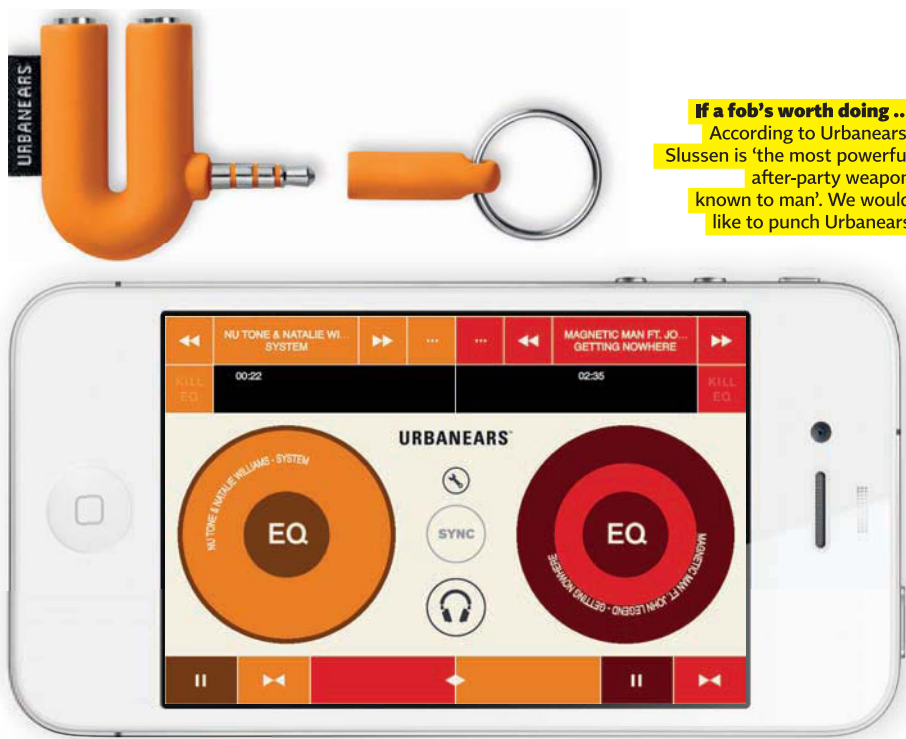 URBANEARS
If a fob's worth doing ..
According to Urbanears
Slussen is 'the most powerfu
after-party weapon
known to man'. We would
like to punch Urbanears
NU TONE & NATALIE WI...
SYSTEM
...
...
MAGNETIC MAN FT. JO...
GETTING NOWHERE
KILL
EQ
00:22
02:35
KILL
EQ
URBANEARS
NU TONE & NATALIE WILLIAMS - SYSTEM
EQ
SYNC
EQ
MAGNETIC MAN FT. JOHN LEGEND - GETTING NOWHERE